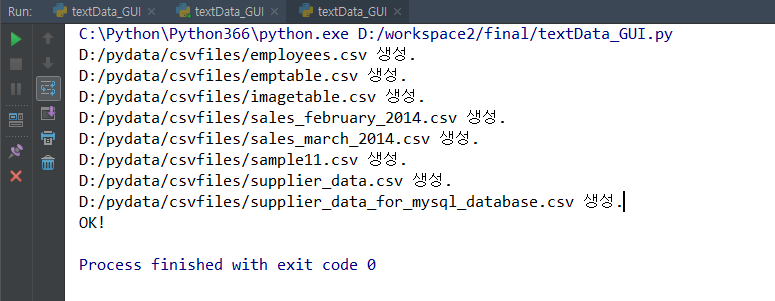 Run: textData_GUI textData_GUI textData_GUI
C:\Python\Python366\python.exe D:/workspace2/final/textData_GUI.py
D:/pydata/csvfiles/employees.csv 생성.
D:/pydata/csvfiles/emptable.csv 생성.
D:/pydata/csvfiles/imagetable.csv 생성.
D:/pydata/csvfiles/sales_february_2014.csv 생성.
D:/pydata/csvfiles/sales_march_2014.csv 생성.
D:/pydata/csvfiles/sample11.csv 생성.
D:/pydata/csvfiles/supplier_data.csv 생성.
D:/pydata/csvfiles/supplier_data_for_mysql_database.csv 생성.
OK!
Process finished with exit code 0